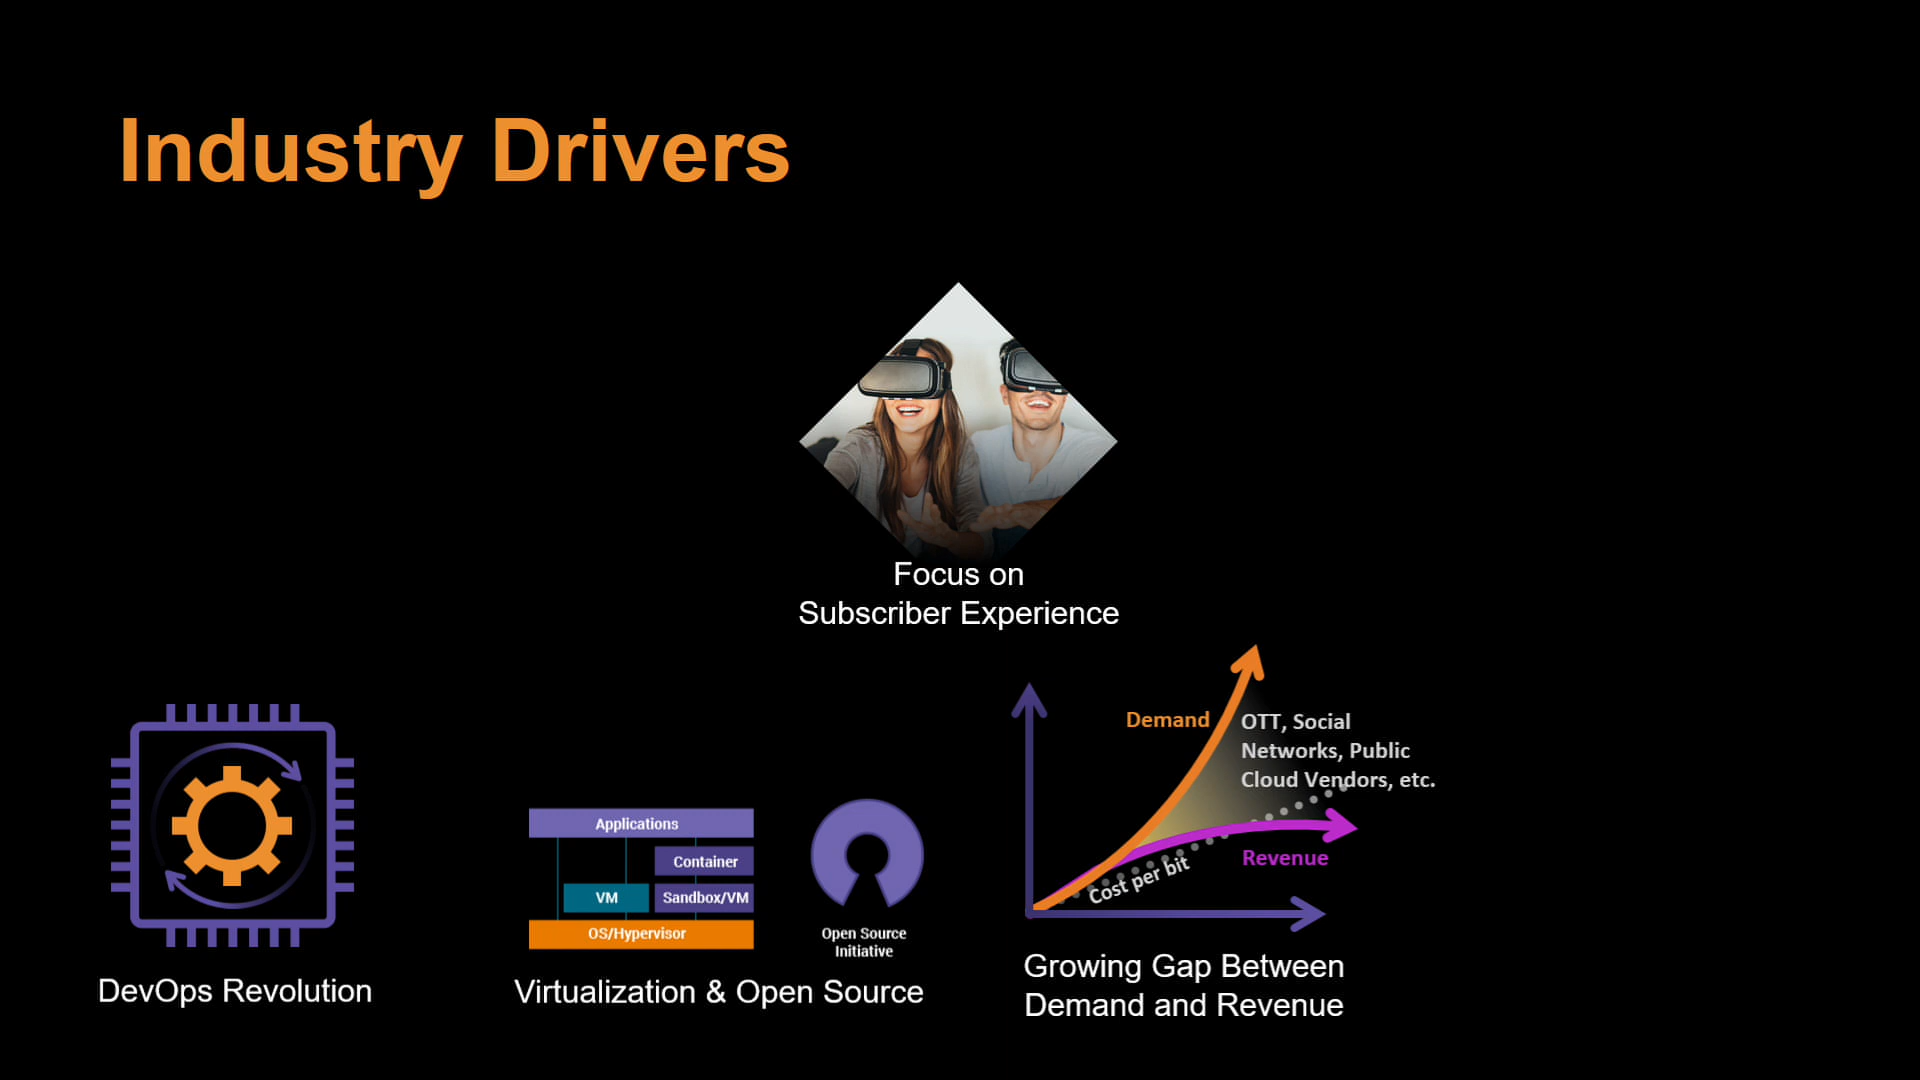 Industry Drivers
Focus on
Subscriber Experience
DevOps Revolution
Applications
Container
VM
Sandbox/VM
OS/Hypervisor
Open Source
Initiative
Virtualization & Open Source
Demand
OTT, Social
Networks, Public
Cloud Vendors, etc.
Revenue
Cost per bit
Growing Gap Between
Demand and Revenue